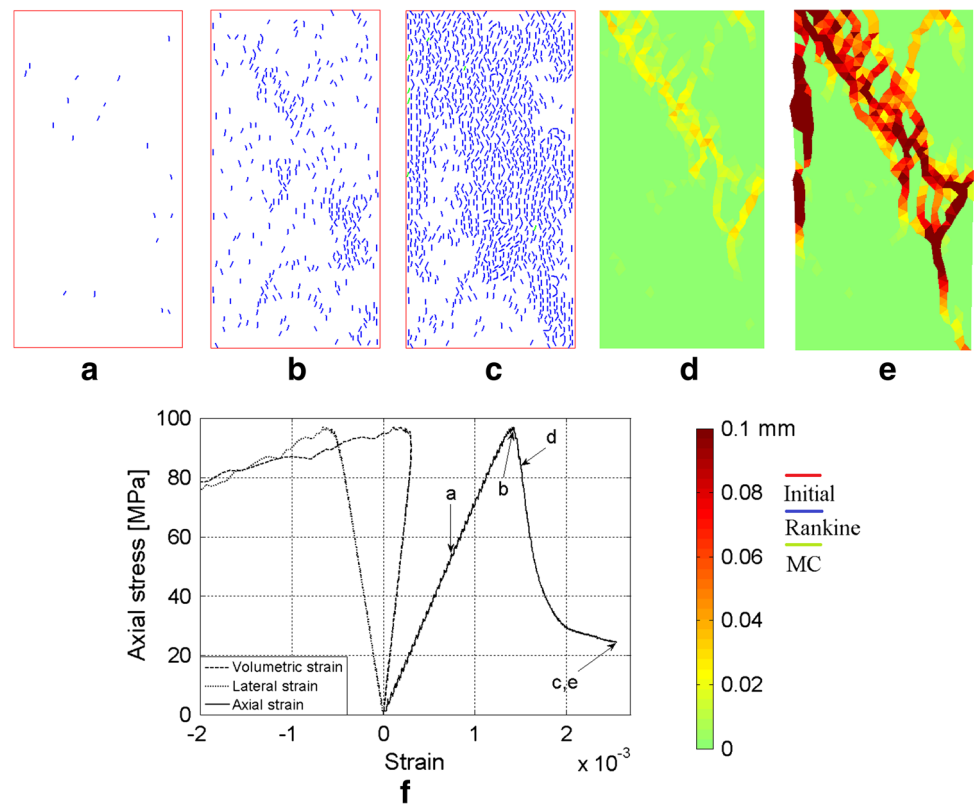 a
b
c
d
e
100
80
60
40
20
0
Axial stress [MPa]
a
b
d
c,e
Volumetric strain
Lateral strain
Axial strain
-2
-1
0
1
2
Strain
x 10⁻³
f
0.1 mm
0.08
0.06
0.04
0.02
0
Initial
Rankine
MC